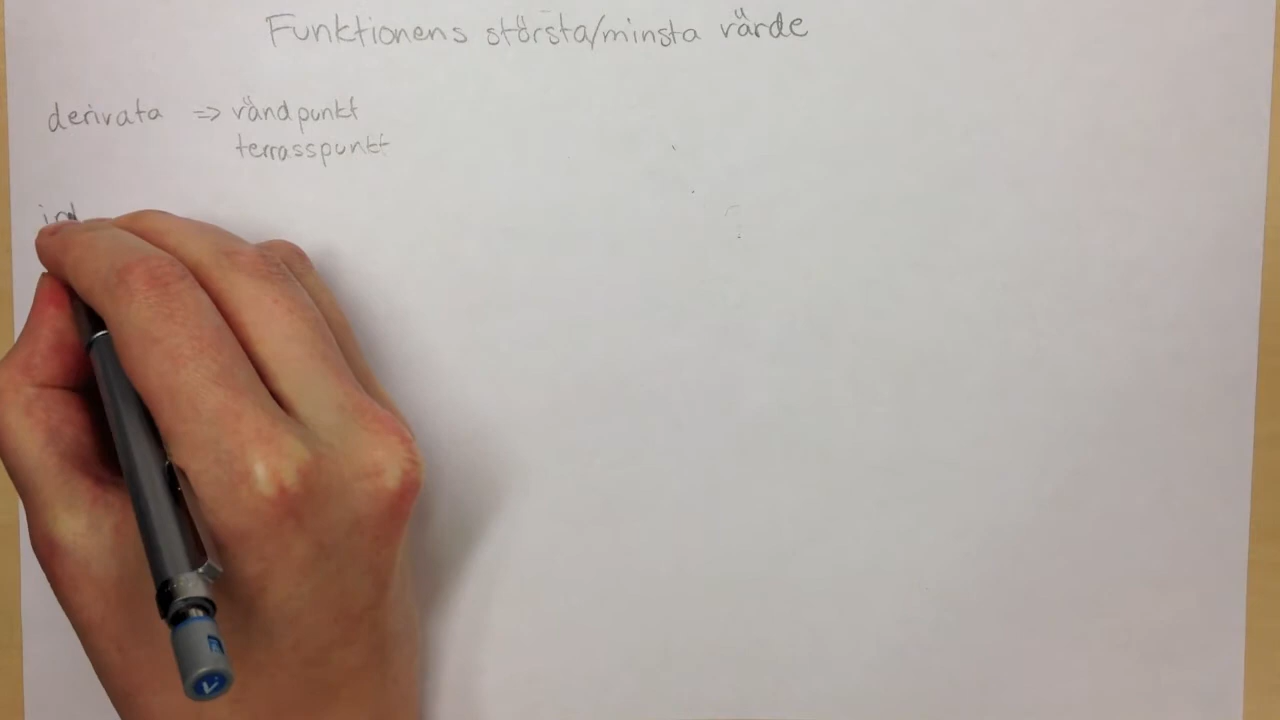 Funktionens största/minsta värde
derivata => vändpunkt
terrasspunkt